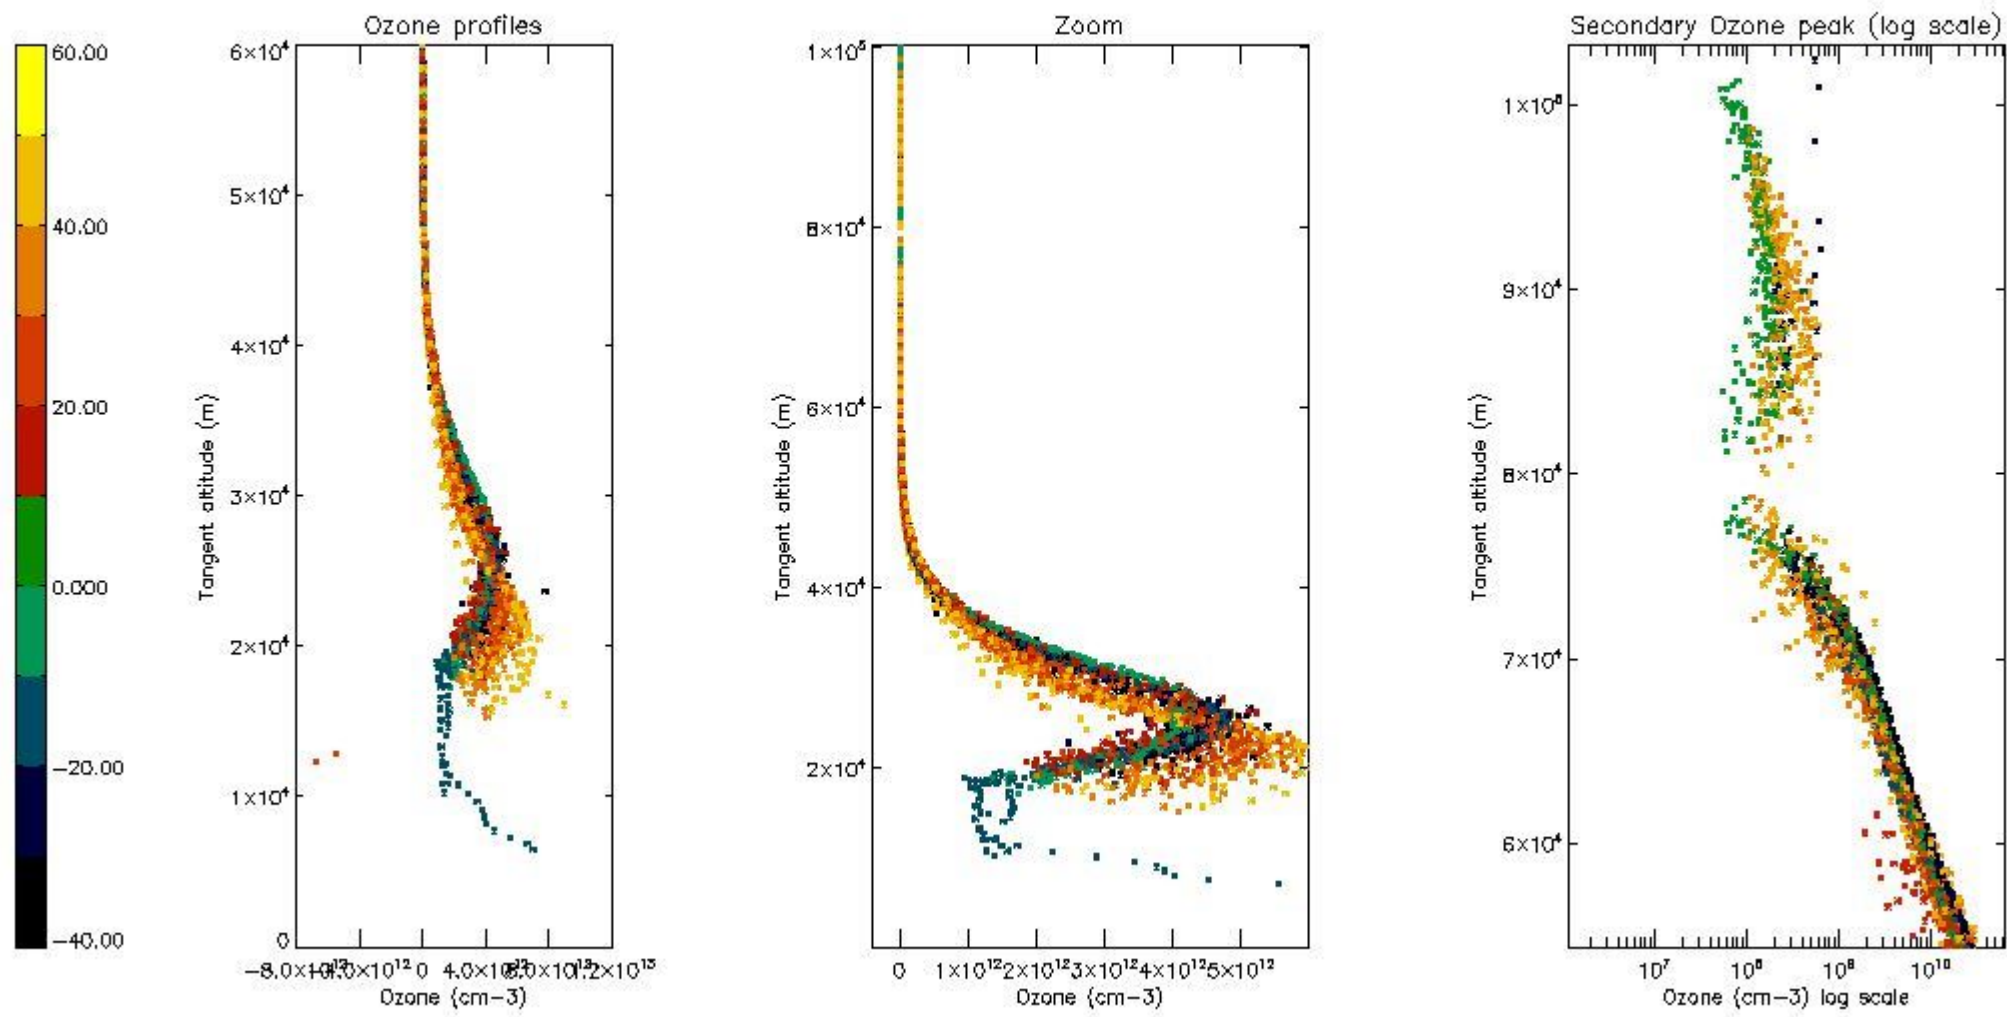 Ozone profiles
Zoom
Secondary Ozone peak (log scale)
60.00
40.00
20.00
0.000
-20.00
-40.00
Tangent altitude (m)
6×10⁴
5×10⁴
4×10⁴
3×10⁴
2×10⁴
1×10⁴
0
0
Ozone (cm-3)
Tangent altitude (m)
1×10⁵
8×10⁴
6×10⁴
4×10⁴
2×10⁴
0 1×10¹² 2×10¹² 3×10¹² 4×10¹² 5×10¹²
Ozone (cm-3)
Tangent altitude (m)
9×10⁴
8×10⁴
7×10⁴
6×10⁴
10⁷ 10⁸ 10⁹ 10¹⁰
Ozone (cm-3) log scale